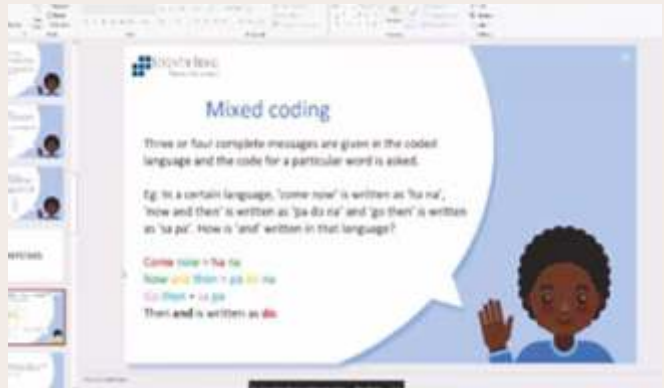 Mixed coding
Three or four complete messages are given in the coded
language and the code for a particular word is asked.
Eg: In a certain language, 'come now' is written as 'ha na',
'now and then' is written as 'pa do na' and 'go then' is written
as 'sa pa'. How is 'and' written in that language?
Come now = ha na
Now and then = pa do na
Go then = sa pa
Then and is written as do